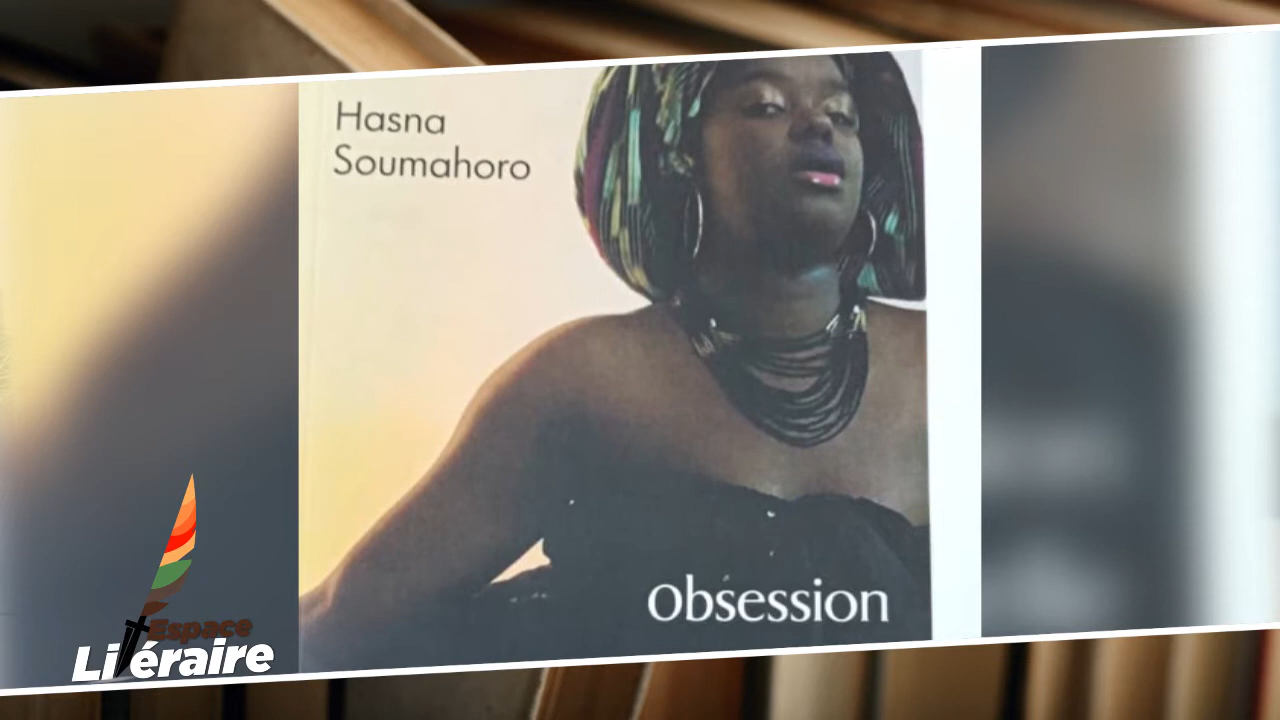 Hasna
Soumahoro
obsession
Espace
Littéraire